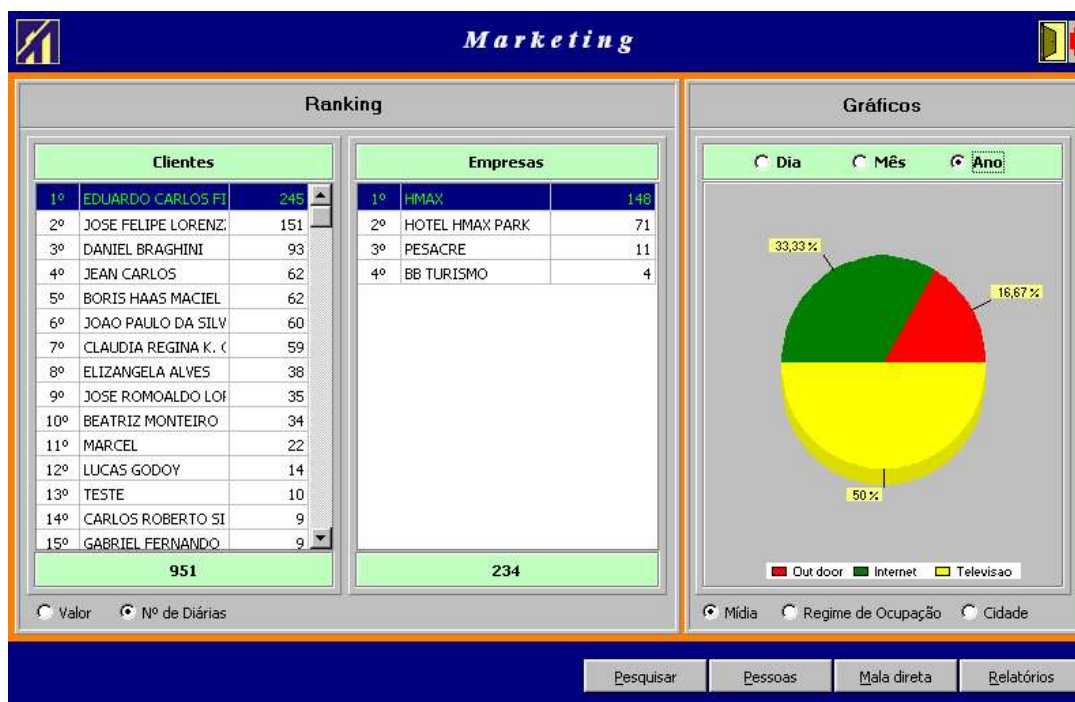 Marketing
Ranking
Clientes
1º EDUARDO CARLOS FI 245
2º JOSE FELIPE LORENZ 151
3º DANIEL BRAGHINI 93
4º JEAN CARLOS 62
5º BORIS HAAS MACIEL 62
6º JOAO PAULO DA SILV 60
7º CLAUDIA REGINA K. 59
8º ELIZANGELA ALVES 38
9º JOSE ROMOALDO LO 35
10º BEATRIZ MONTEIRO 34
11º MARCEL 22
12º LUCAS GODOY 14
13º TESTE 10
14º CARLOS ROBERTO SI 9
15º GABRIEL FERNANDO 9
951
Empresas
1º HMAX 148
2º HOTEL HMAX PARK 71
3º PESACRE 11
4º BB TURISMO 4
234
Valor Nº de Diárias
Gráficos
Dia Mês Ano
33,33 %
16,67 %
50 %
Out door Internet Televisao
Mídia Regime de Ocupação Cidade
Pesquisar Pessoas Mala direta Relatórios